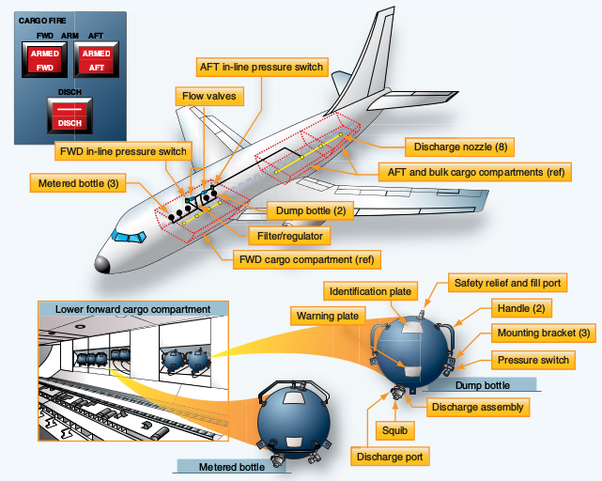 CARGO FIRE
FWD ARM AFT
ARMED
FWD
ARMED
AFT
DISCH
DISCH
AFT in-line pressure switch
Flow valves
FWD in-line pressure switch
Metered bottle (3)
Discharge nozzle (8)
AFT and bulk cargo compartments (ref)
Dump bottle (2)
Filter/regulator
FWD cargo compartment (ref)
Lower forward cargo compartment
Identification plate
Warning plate
Safety relief and fill port
Handle (2)
Mounting bracket (3)
Pressure switch
Dump bottle
Discharge assembly
Squib
Discharge port
Metered bottle